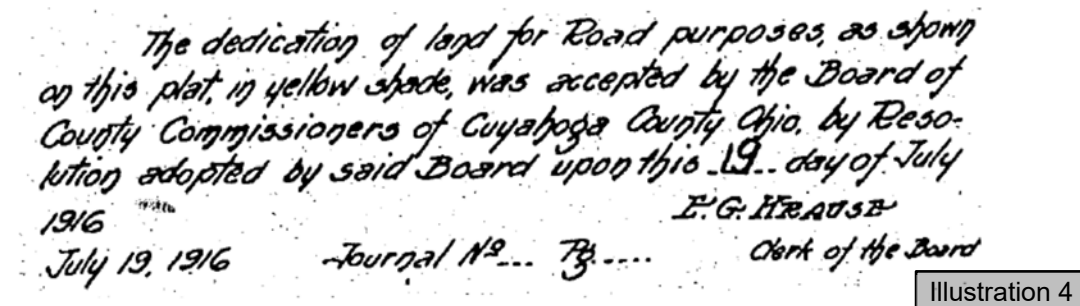 The dedication of land for Road purposes, as shown
on this plat, in yellow shade, was accepted by the Board of
County Commissioners of Cuyahoga County Ohio, by Reso-
lution adopted by said Board upon this 19 day of July
1916
E. G. KRAUSE
July 19, 1916 Journal No... Pg..... Clerk of the Board
Illustration 4